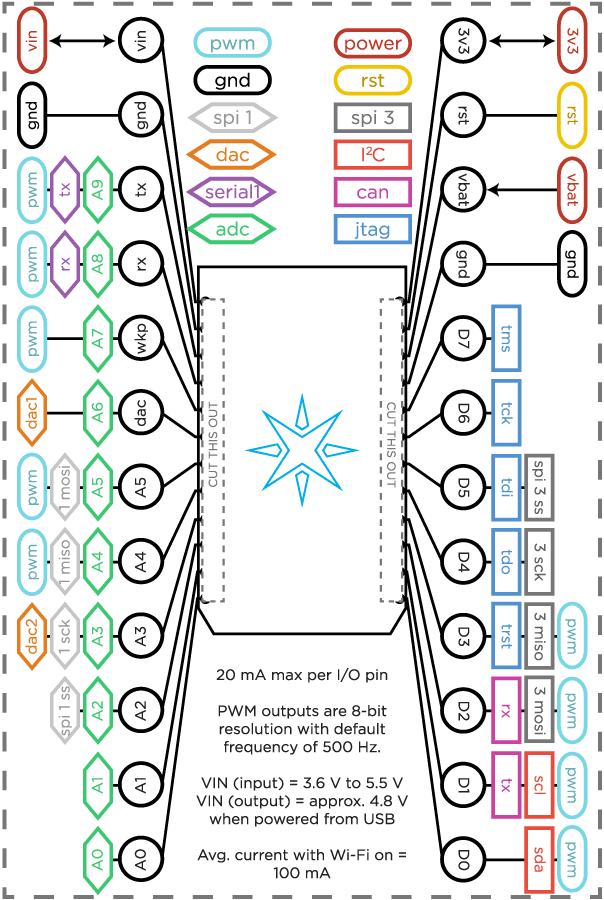 vin vin pwm power 3v3 3v3
gnd gnd gnd rst rst rst
spi 1 spi 3
pwm tx A9 tx dac I²C vbat vbat
serial1 can
pwm rx A8 rx adc jtag gnd gnd
pwm A7 wkp D7 tms
dac1 A6 dac D6 tck
CUT THIS OUT CUT THIS OUT
pwm 1 mosi A5 A5 D5 tdi spi 3 ss
pwm 1 miso A4 A4 D4 tdo 3 sck
dac2 1 sck A3 A3 D3 trst 3 miso pwm
spi 1 ss A2 A2 D2 rx 3 mosi pwm
A1 A1 D1 tx scl pwm
A0 A0 D0 sda pwm
20 mA max per I/O pin
PWM outputs are 8-bit
resolution with default
frequency of 500 Hz.
VIN (input) = 3.6 V to 5.5 V
VIN (output) = approx. 4.8 V
when powered from USB
Avg. current with Wi-Fi on =
100 mA